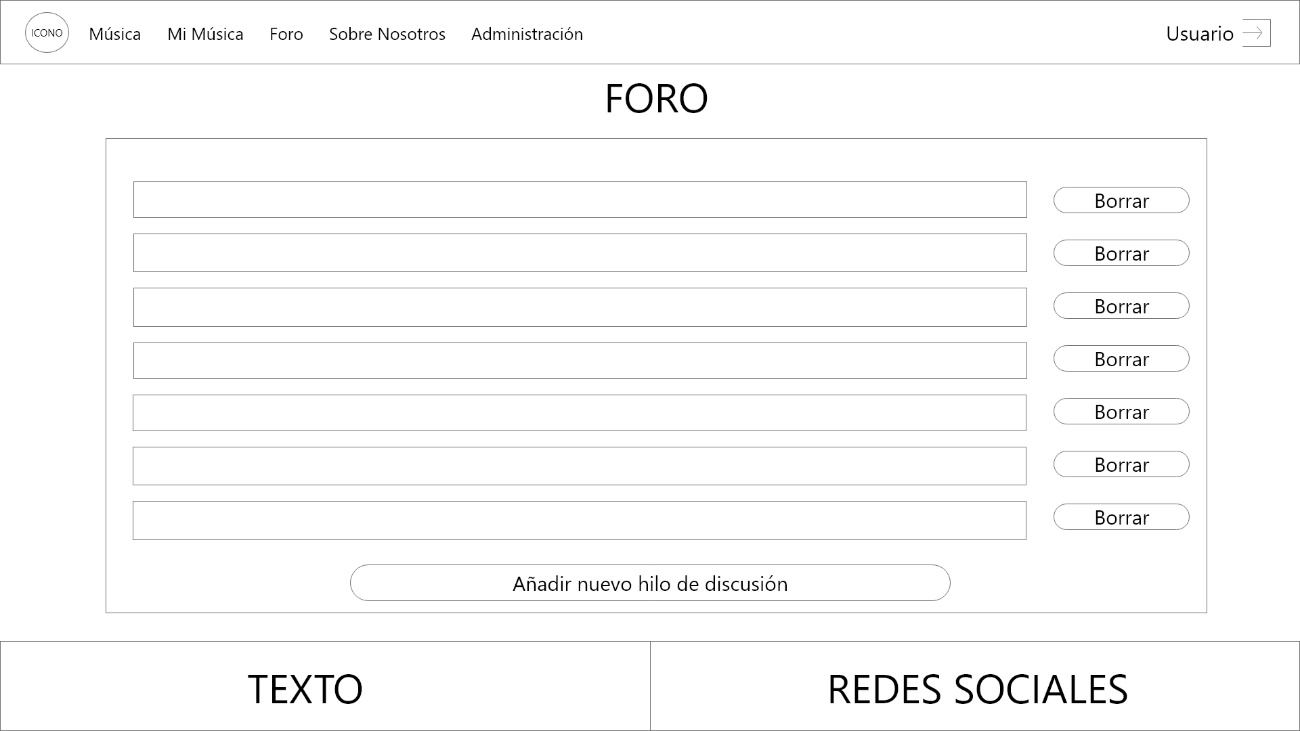 ICONO Música Mi Música Foro Sobre Nosotros Administración Usuario
FORO
Borrar
Borrar
Borrar
Borrar
Borrar
Borrar
Borrar
Añadir nuevo hilo de discusión
TEXTO REDES SOCIALES